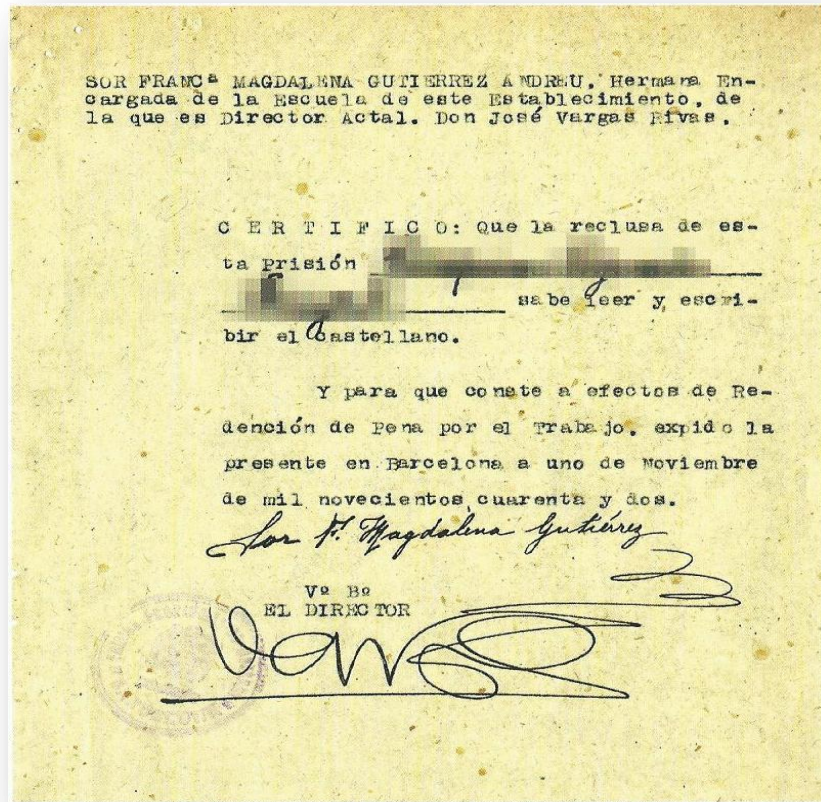 SOR FRANCª MAGDALENA GUTIERREZ ANDREU, Hermana En-
cargada de la Escuela de este Establecimiento, de
la que es Director Actal. Don José Vargas Rivas.
C E R T I F I C O: Que la reclusa de es-
ta Prisión
sabe leer y escri-
bir el Castellano.
Y para que conste a efectos de Re-
dención de Pena por el Trabajo, expido la
presente en Barcelona a uno de Noviembre
de mil novecientos cuarenta y dos.
Sor Fª Magdalena Gutiérrez
Vº Bº
EL DIRECTOR